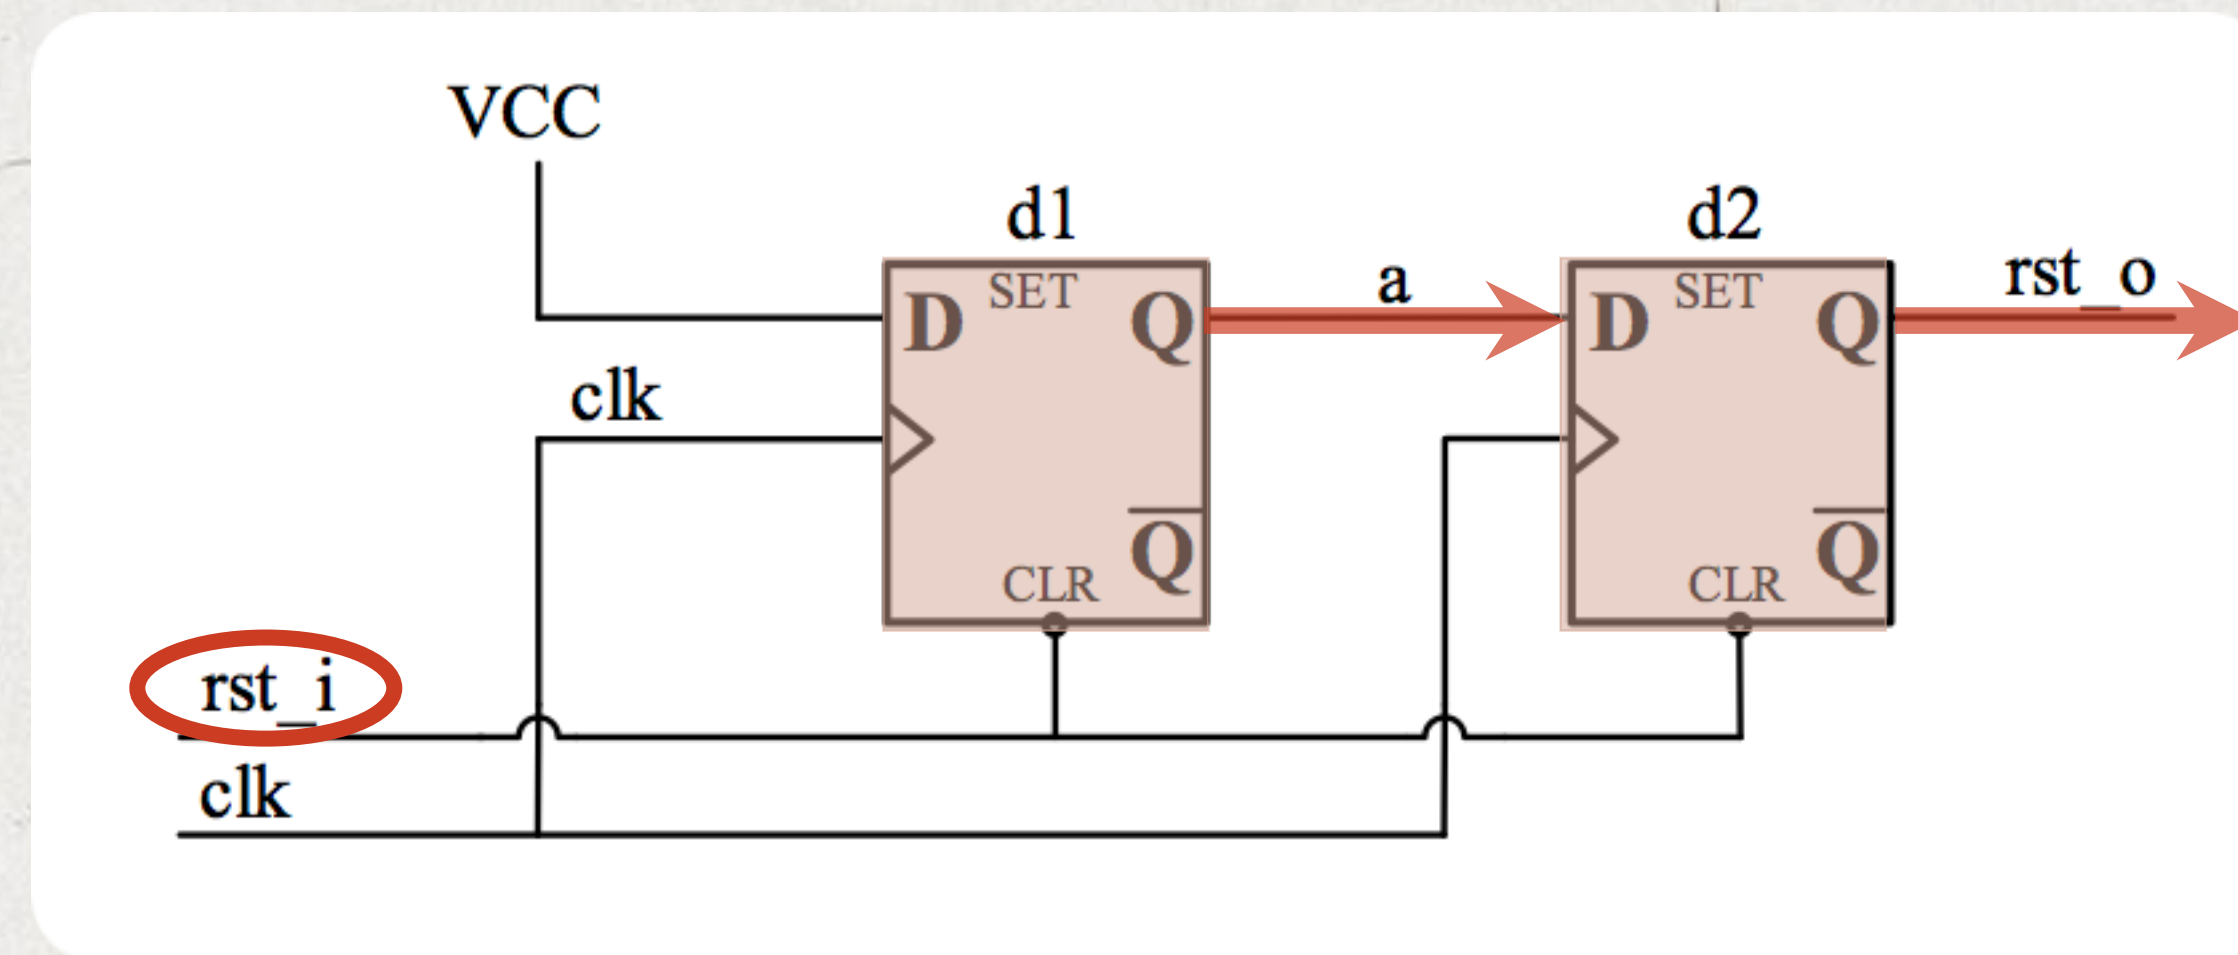 VCC
d1
d2
SET
SET
a
rst_o
D
Q
D
Q
clk
Q
Q
CLR
CLR
rst_i
clk